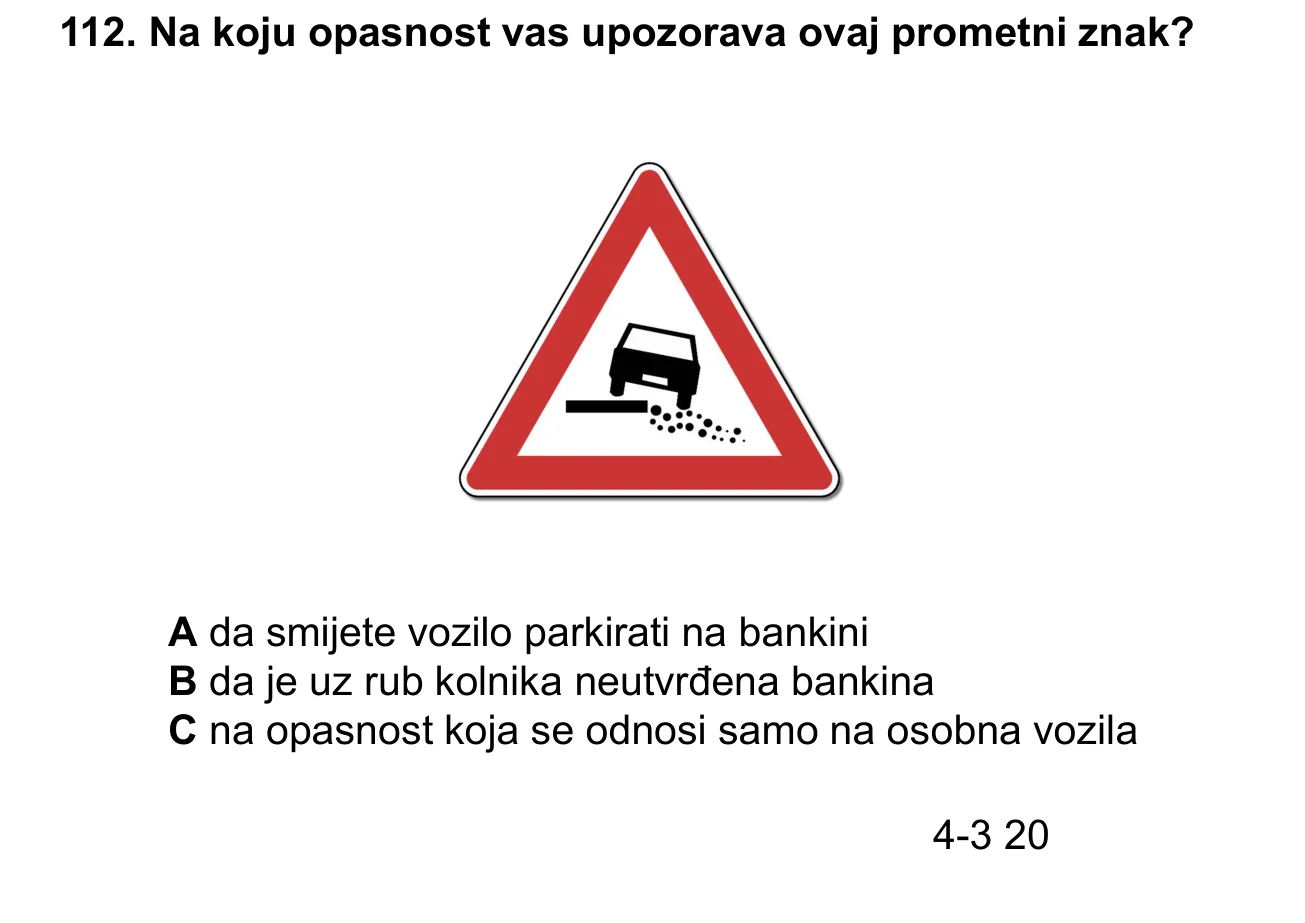 112. Na koju opasnost vas upozorava ovaj prometni znak?
A da smijete vozilo parkirati na bankini
B da je uz rub kolnika neutvrđena bankina
C na opasnost koja se odnosi samo na osobna vozila
4-3 20